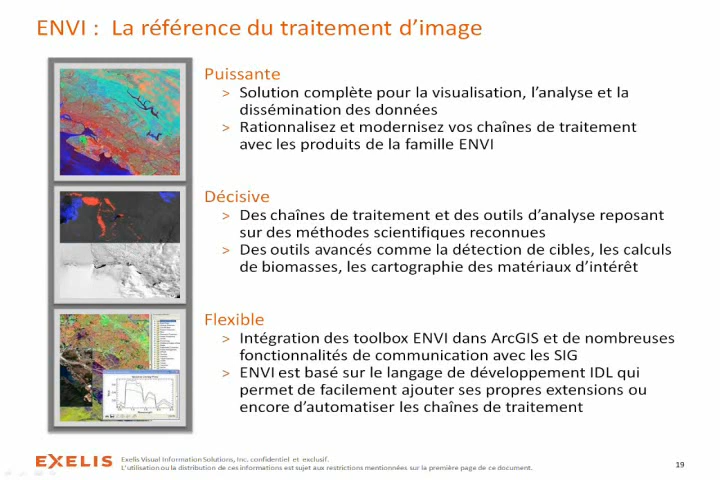 ENVI : La référence du traitement d'image
Puissante
> Solution complète pour la visualisation, l'analyse et la
dissémination des données
> Rationnalisez et modernisez vos chaînes de traitement
avec les produits de la famille ENVI
Décisive
> Des chaînes de traitement et des outils d'analyse reposant
sur des méthodes scientifiques reconnues
> Des outils avancés comme la détection de cibles, les calculs
de biomasses, les cartographie des matériaux d'intérêt
Flexible
> Intégration des toolbox ENVI dans ArcGIS et de nombreuses
fonctionnalités de communication avec les SIG
> ENVI est basé sur le langage de développement IDL qui
permet de facilement ajouter ses propres extensions ou
encore d'automatiser les chaînes de traitement
EXELIS
Exelis Visual Information Solutions, Inc. confidentiel et exclusif.
L'utilisation ou la distribution de ces informations est sujet aux restrictions mentionnées sur la première page de ce document.
19